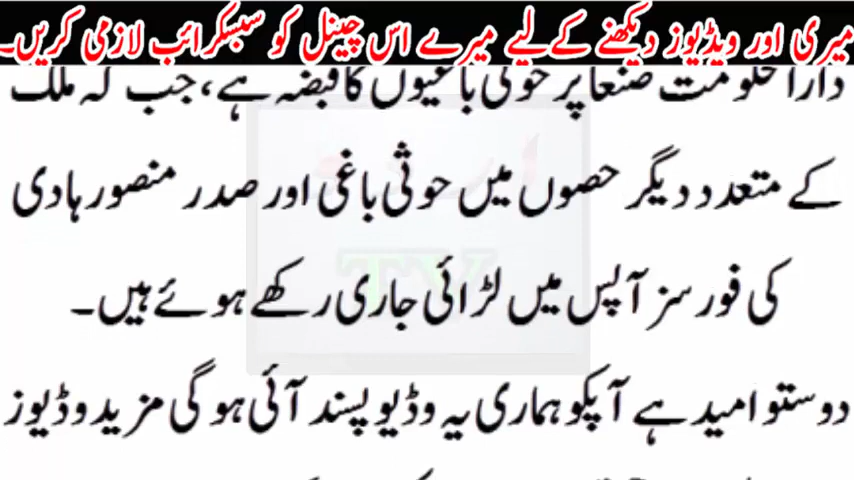 میری اور ویڈیوز دیکھنے کےلیے میرے اس چینل کو سبسکرائب لازمی کریں۔
دارالحکومت صنعا پر حوثی باغیوں کا قبضہ ہے، جب کہ ملک
کے متعدد دیگر حصوں میں حوثی باغی اور صدر منصور ہادی
کی فورسز آپس میں لڑائی جاری رکھے ہوئے ہیں۔
دوستو امید ہے آپکو ہماری یہ وڈیو پسند آئی ہو گی مزید وڈیوز
TV